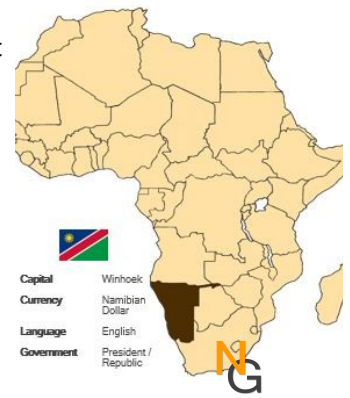 t
Capital Winhoek
Currency Namibian
Dollar
Language English
Government President /
Republic
NG